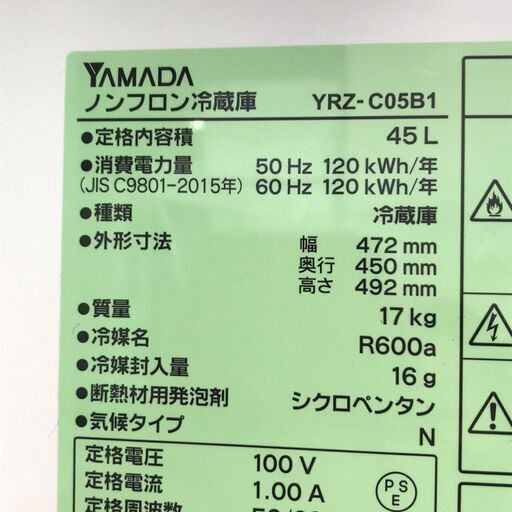 YAMADA
ノンフロン冷蔵庫 YRZ-C05B1
●定格内容積 45 L
●消費電力量 50 Hz 120 kWh/年
(JIS C9801-2015年) 60 Hz 120 kWh/年
●種類 冷蔵庫
●外形寸法 幅 472 mm
奥行 450 mm
高さ 492 mm
●質量 17 kg
●冷媒名 R600a
●冷媒封入量 16 g
●断熱材用発泡剤 シクロペンタン
●気候タイプ N
定格電圧 100 V
定格電流 1.00 A
定格周波数
PS
E